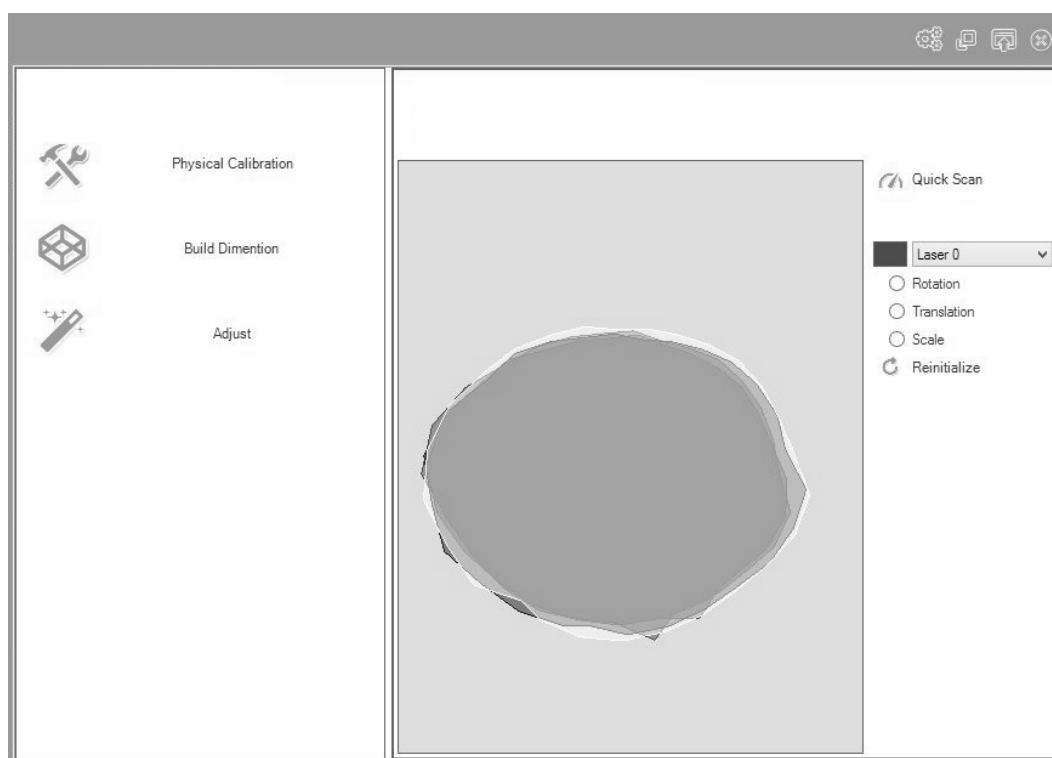 Physical Calibration
Build Dimention
Adjust
Quick Scan
Laser 0
Rotation
Translation
Scale
Reinitialize